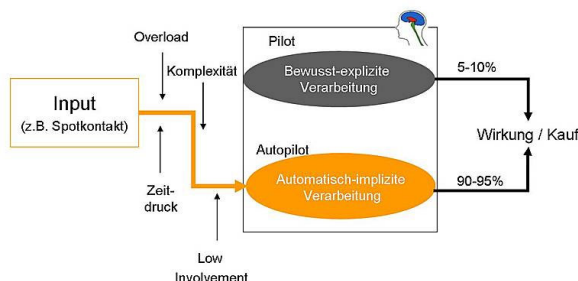 Overload
Pilot
Komplexität
Bewusst-explizite
Verarbeitung
5-10%
Input
(z.B. Spotkontakt)
Wirkung / Kauf
Autopilot
Zeit-
druck
Automatisch-implizite
Verarbeitung
90-95%
Low
Involvement